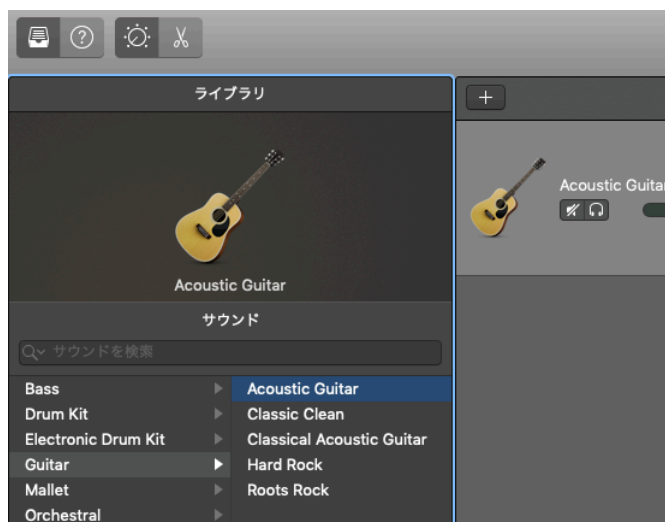 ライブラリ
Acoustic Guitar
Acoustic Guitar
サウンド
サウンドを検索
Bass
Acoustic Guitar
Drum Kit
Classic Clean
Electronic Drum Kit
Classical Acoustic Guitar
Guitar
Hard Rock
Mallet
Roots Rock
Orchestral